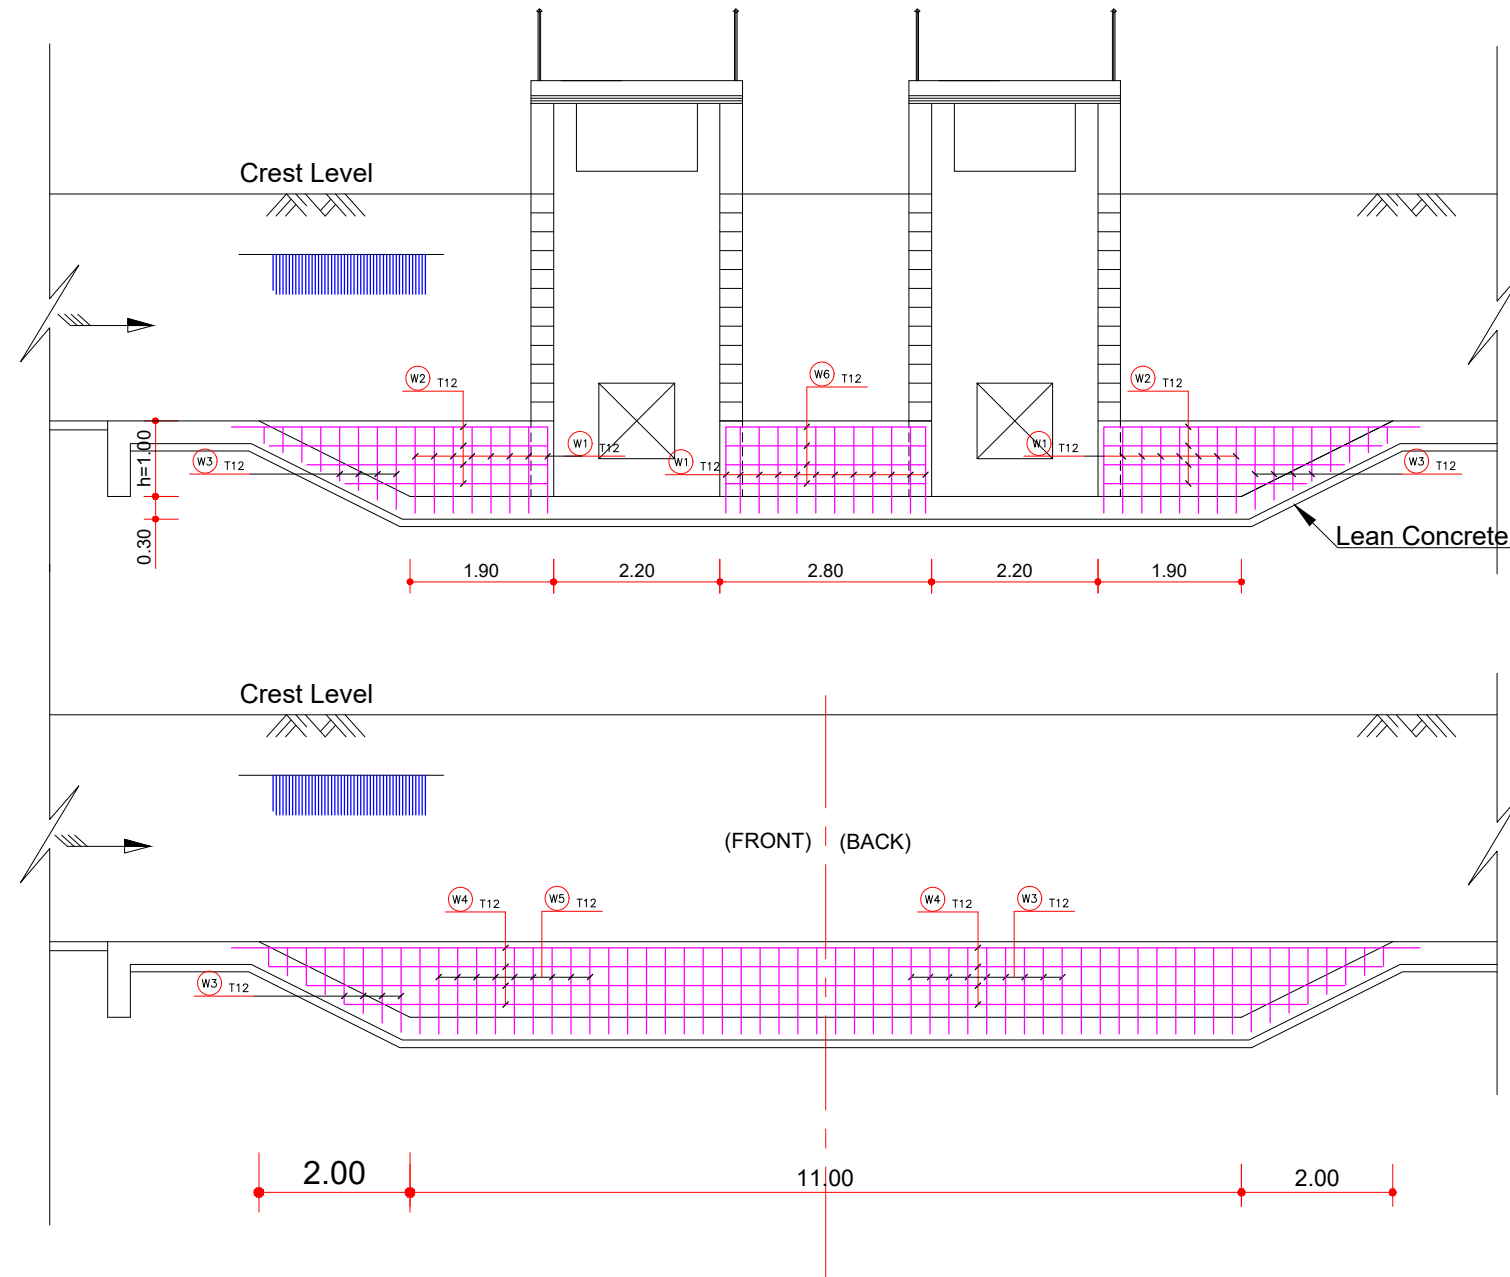 Crest Level
W2 T12
W6 T12
W2 T12
h=1.00
W3 T12
W1 T12
W1 T12
W1 T12
W3 T12
0.30
Lean Concrete
1.90
2.20
2.80
2.20
1.90
Crest Level
(FRONT)
(BACK)
W4 T12
W5 T12
W4 T12
W3 T12
W3 T12
2.00
11.00
2.00